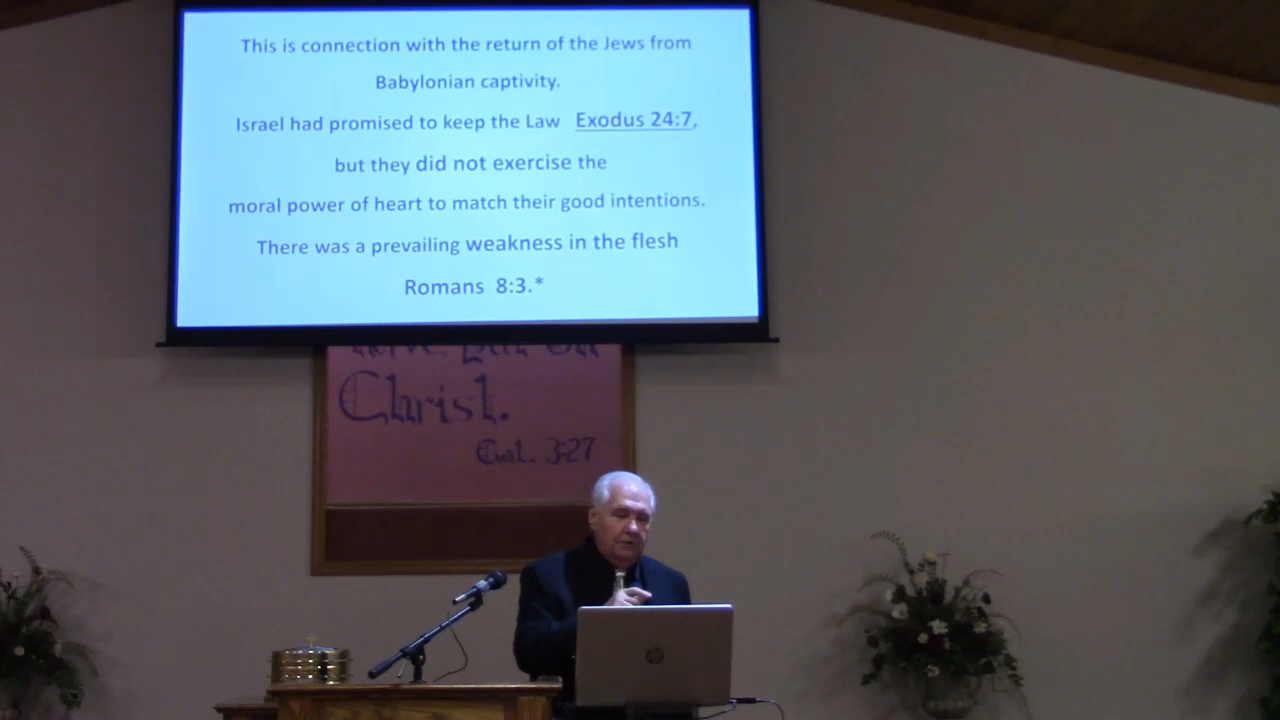 This is connection with the return of the Jews from
Babylonian captivity.
Israel had promised to keep the Law Exodus 24:7,
but they did not exercise the
moral power of heart to match their good intentions.
There was a prevailing weakness in the flesh
Romans 8:3.*
Christ.
3:27
hp